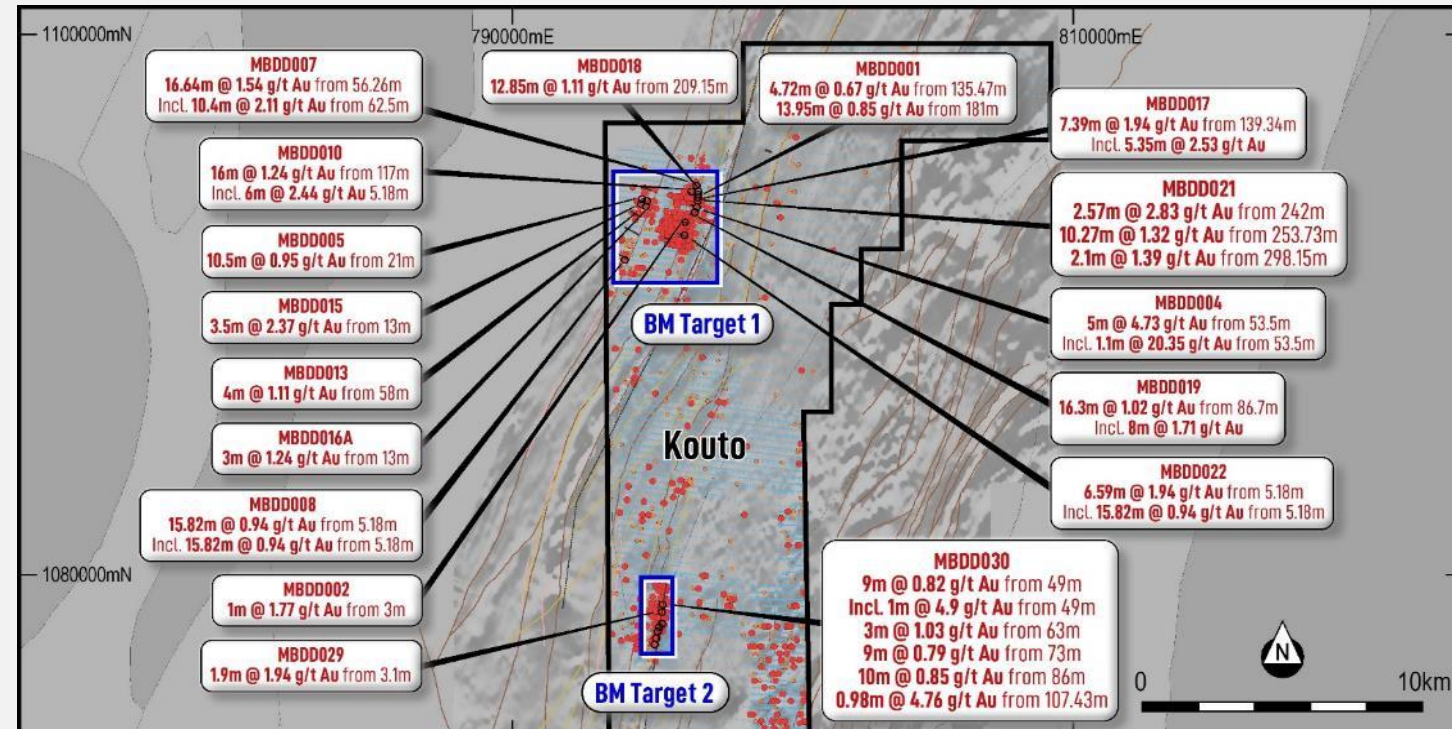 1100000mN
790000mE
810000mE
MBDD007
16.64m @ 1.54 g/t Au from 56.26m
Incl. 10.4m @ 2.11 g/t Au from 62.5m
MBDD018
12.85m @ 1.11 g/t Au from 209.15m
MBDD001
4.72m @ 0.67 g/t Au from 135.47m
13.95m @ 0.85 g/t Au from 181m
MBDD017
7.39m @ 1.94 g/t Au from 139.34m
Incl. 5.35m @ 2.53 g/t Au
MBDD010
16m @ 1.24 g/t Au from 117m
Incl. 6m @ 2.44 g/t Au 5.18m
MBDD021
2.57m @ 2.83 g/t Au from 242m
10.27m @ 1.32 g/t Au from 253.73m
2.1m @ 1.39 g/t Au from 298.15m
MBDD005
10.5m @ 0.95 g/t Au from 21m
MBDD015
3.5m @ 2.37 g/t Au from 13m
BM Target 1
MBDD004
5m @ 4.73 g/t Au from 53.5m
Incl. 1.1m @ 20.35 g/t Au from 53.5m
MBDD013
4m @ 1.11 g/t Au from 58m
MBDD019
16.3m @ 1.02 g/t Au from 86.7m
Incl. 8m @ 1.71 g/t Au
MBDD016A
3m @ 1.24 g/t Au from 13m
Kouto
MBDD022
6.59m @ 1.94 g/t Au from 5.18m
Incl. 15.82m @ 0.94 g/t Au from 5.18m
MBDD008
15.82m @ 0.94 g/t Au from 5.18m
Incl. 15.82m @ 0.94 g/t Au from 5.18m
1080000mN
MBDD002
1m @ 1.77 g/t Au from 3m
MBDD030
9m @ 0.82 g/t Au from 49m
Incl. 1m @ 4.9 g/t Au from 49m
3m @ 1.03 g/t Au from 63m
9m @ 0.79 g/t Au from 73m
10m @ 0.85 g/t Au from 86m
0.98m @ 4.76 g/t Au from 107.43m
MBDD029
1.9m @ 1.94 g/t Au from 3.1m
BM Target 2
N
0
10km